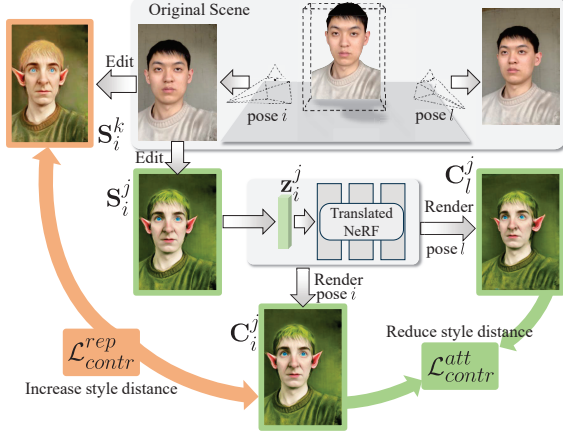 Original Scene
Edit
pose i
pose l
S_i^k
Edit
S_i^j
z_i^j
C_l^j
Translated
NeRF
Render
pose l
Render
pose i
C_i^j
L_contr^rep
Increase style distance
Reduce style distance
L_contr^att